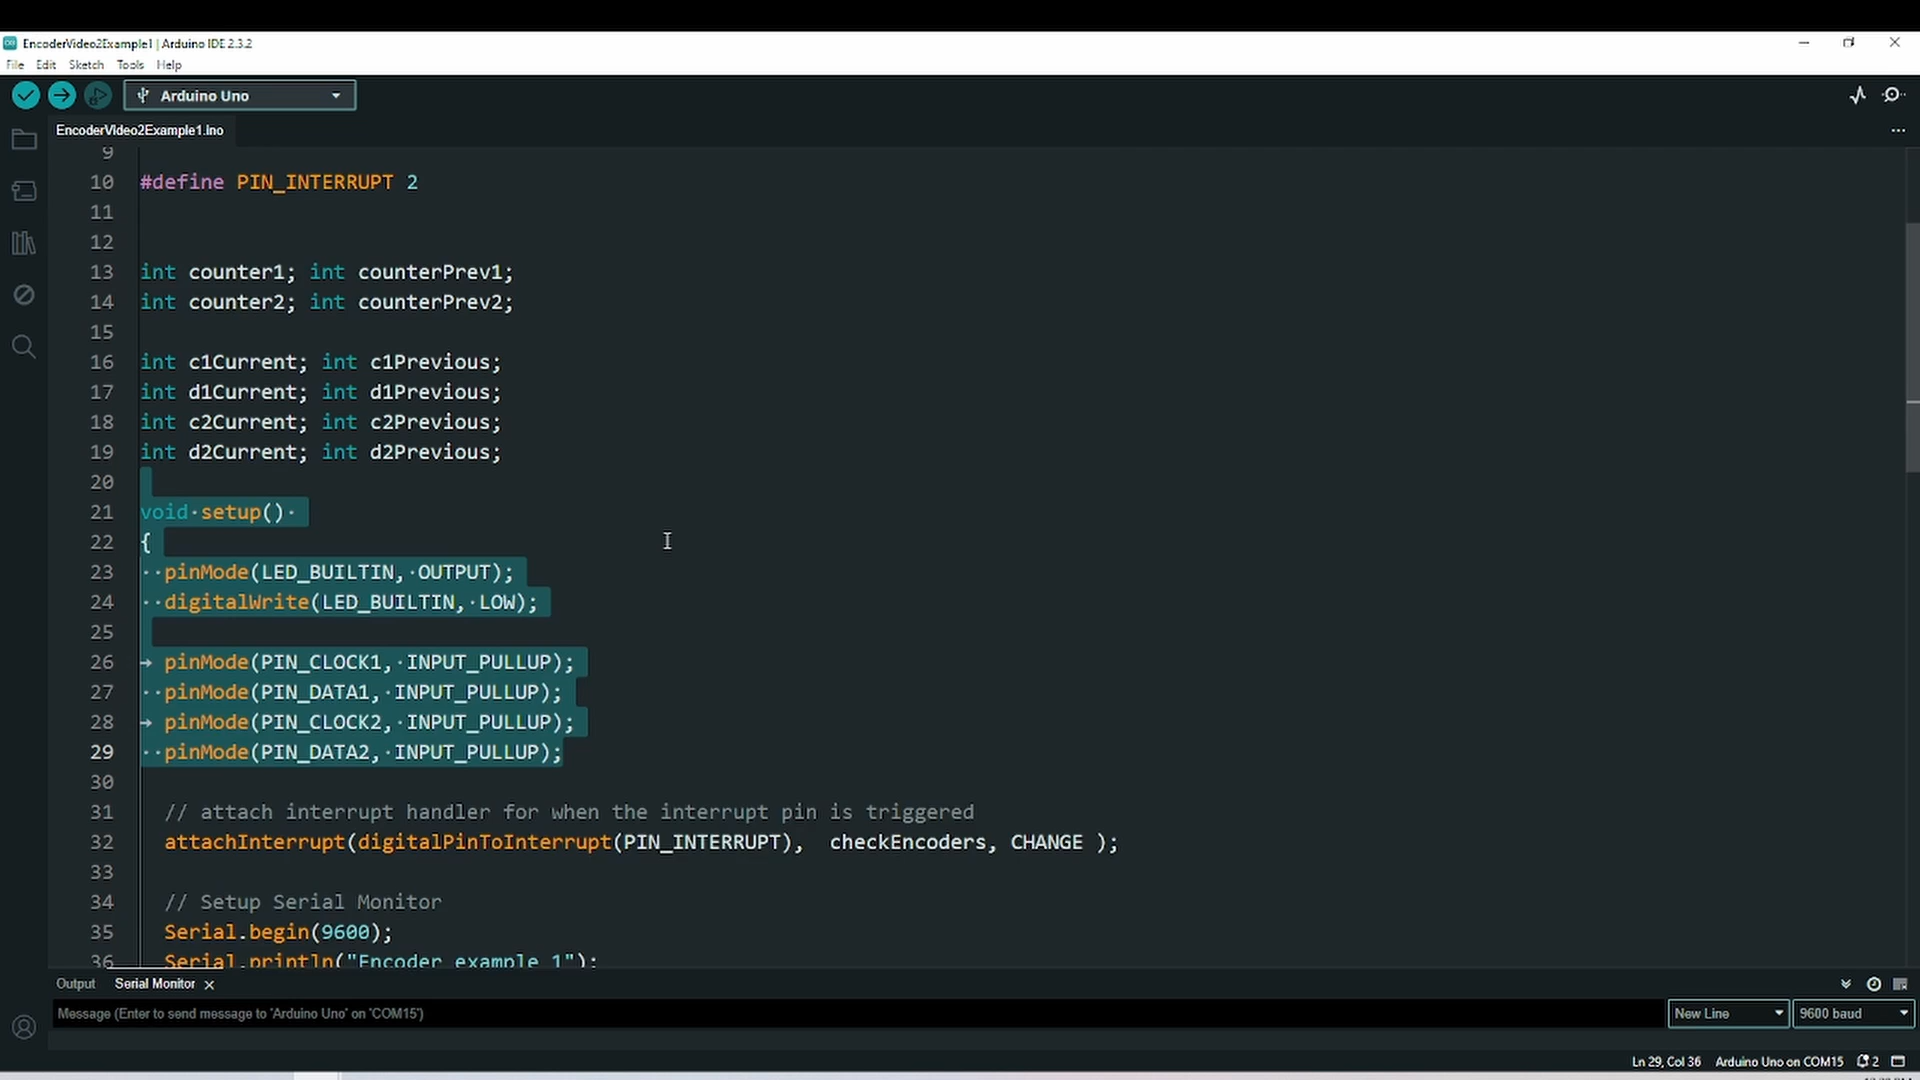 EncoderVideo2Example1 | Arduino IDE 2.3.2
File Edit Sketch Tools Help
Arduino Uno
EncoderVideo2Example1.ino
9
10 #define PIN_INTERRUPT 2
11
12
13 int counter1; int counterPrev1;
14 int counter2; int counterPrev2;
15
16 int c1Current; int c1Previous;
17 int d1Current; int d1Previous;
18 int c2Current; int c2Previous;
19 int d2Current; int d2Previous;
20
21 void setup()
22 {
23 pinMode(LED_BUILTIN, OUTPUT);
24 digitalWrite(LED_BUILTIN, LOW);
25
26 pinMode(PIN_CLOCK1, INPUT_PULLUP);
27 pinMode(PIN_DATA1, INPUT_PULLUP);
28 pinMode(PIN_CLOCK2, INPUT_PULLUP);
29 pinMode(PIN_DATA2, INPUT_PULLUP);
30
31 // attach interrupt handler for when the interrupt pin is triggered
32 attachInterrupt(digitalPinToInterrupt(PIN_INTERRUPT), checkEncoders, CHANGE );
33
34 // Setup Serial Monitor
35 Serial.begin(9600);
36 Serial.println("Encoder example 1");
Output Serial Monitor
Message (Enter to send message to 'Arduino Uno' on 'COM15') New Line 9600 baud
Ln 29, Col 36 Arduino Uno on COM15 2